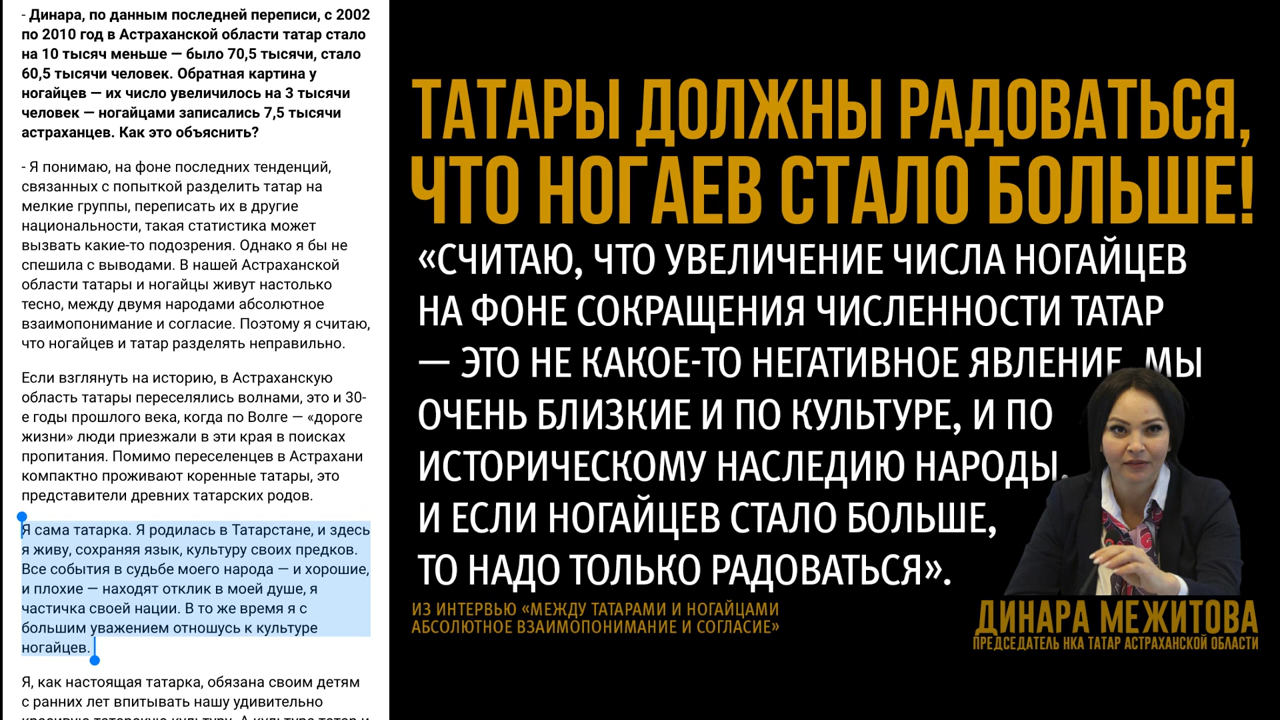 - Динара, по данным последней переписи, с 2002
по 2010 год в Астраханской области татар стало
на 10 тысяч меньше — было 70,5 тысячи, стало
60,5 тысячи человек. Обратная картина у
ногайцев — их число увеличилось на 3 тысячи
человек — ногайцами записались 7,5 тысячи
астраханцев. Как это объяснить?
- Я понимаю, на фоне последних тенденций,
связанных с попыткой разделить татар на
мелкие группы, переписать их в другие
национальности, такая статистика может
вызвать какие-то подозрения. Однако я бы не
спешила с выводами. В нашей Астраханской
области татары и ногайцы живут настолько
тесно, между двумя народами абсолютное
взаимопонимание и согласие. Поэтому я считаю,
что ногайцев и татар разделять неправильно.
Если взглянуть на историю, в Астраханскую
область татары переселялись волнами, это и 30-
е годы прошлого века, когда по Волге — «дороге
жизни» люди приезжали в эти края в поисках
пропитания. Помимо переселенцев в Астрахани
компактно проживают коренные татары, это
представители древних татарских родов.
Я сама татарка. Я родилась в Татарстане, и здесь
я живу, сохраняя язык, культуру своих предков.
Все события в судьбе моего народа — и хорошие,
и плохие — находят отклик в моей душе, я
частичка своей нации. В то же время я с
большим уважением отношусь к культуре
ногайцев.
Я, как настоящая татарка, обязана своим детям
с ранних лет впитывать нашу удивительно
красивую татарскую культуру. А культура татар и
ТАТАРЫ ДОЛЖНЫ РАДОВАТЬСЯ,
ЧТО НОГАЕВ СТАЛО БОЛЬШЕ!
«СЧИТАЮ, ЧТО УВЕЛИЧЕНИЕ ЧИСЛА НОГАЙЦЕВ
НА ФОНЕ СОКРАЩЕНИЯ ЧИСЛЕННОСТИ ТАТАР
— ЭТО НЕ КАКОЕ-ТО НЕГАТИВНОЕ ЯВЛЕНИЕ. МЫ
ОЧЕНЬ БЛИЗКИЕ И ПО КУЛЬТУРЕ, И ПО
ИСТОРИЧЕСКОМУ НАСЛЕДИЮ НАРОДЫ.
И ЕСЛИ НОГАЙЦЕВ СТАЛО БОЛЬШЕ,
ТО НАДО ТОЛЬКО РАДОВАТЬСЯ».
ИЗ ИНТЕРВЬЮ «МЕЖДУ ТАТАРАМИ И НОГАЙЦАМИ
АБСОЛЮТНОЕ ВЗАИМОПОНИМАНИЕ И СОГЛАСИЕ»
ДИНАРА МЕЖИТОВА
ПРЕДСЕДАТЕЛЬ НКА ТАТАР АСТРАХАНСКОЙ ОБЛАСТИ